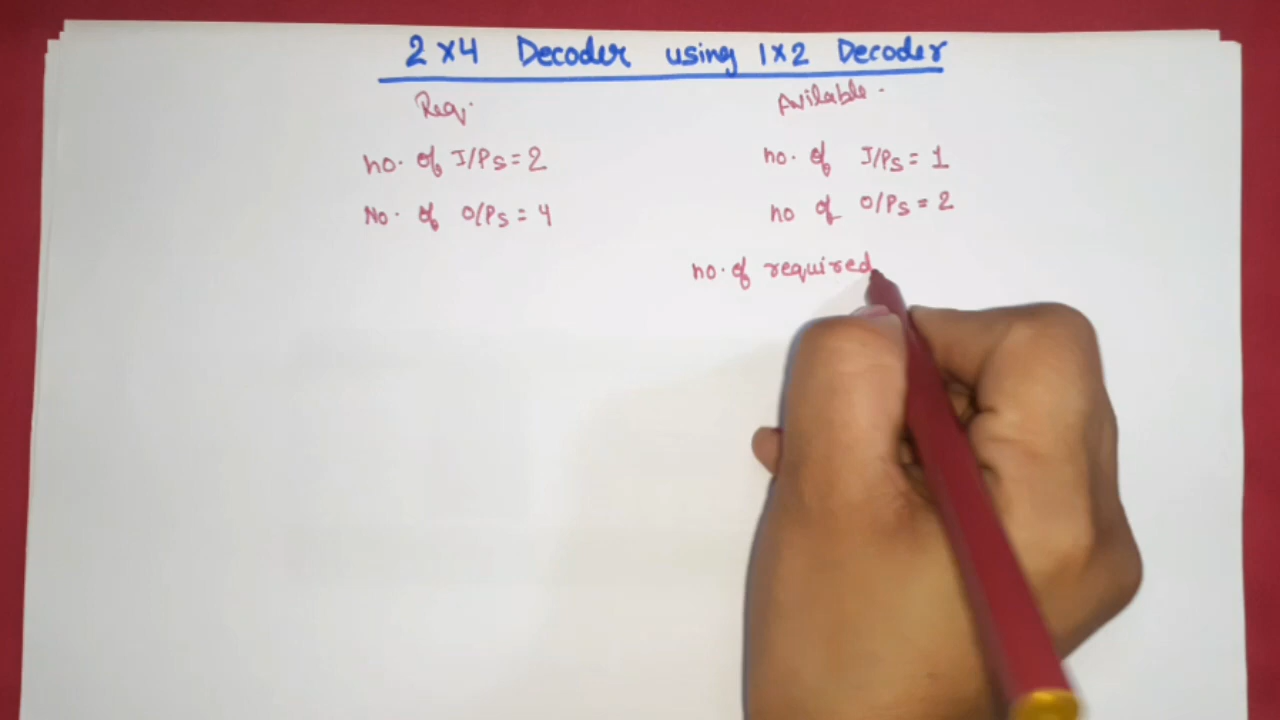 2x4 Decoder using 1x2 Decoder
Req.
Avilable.
no. of I/Ps = 2
no. of I/Ps = 1
No. of O/Ps = 4
no of O/Ps = 2
no. of required